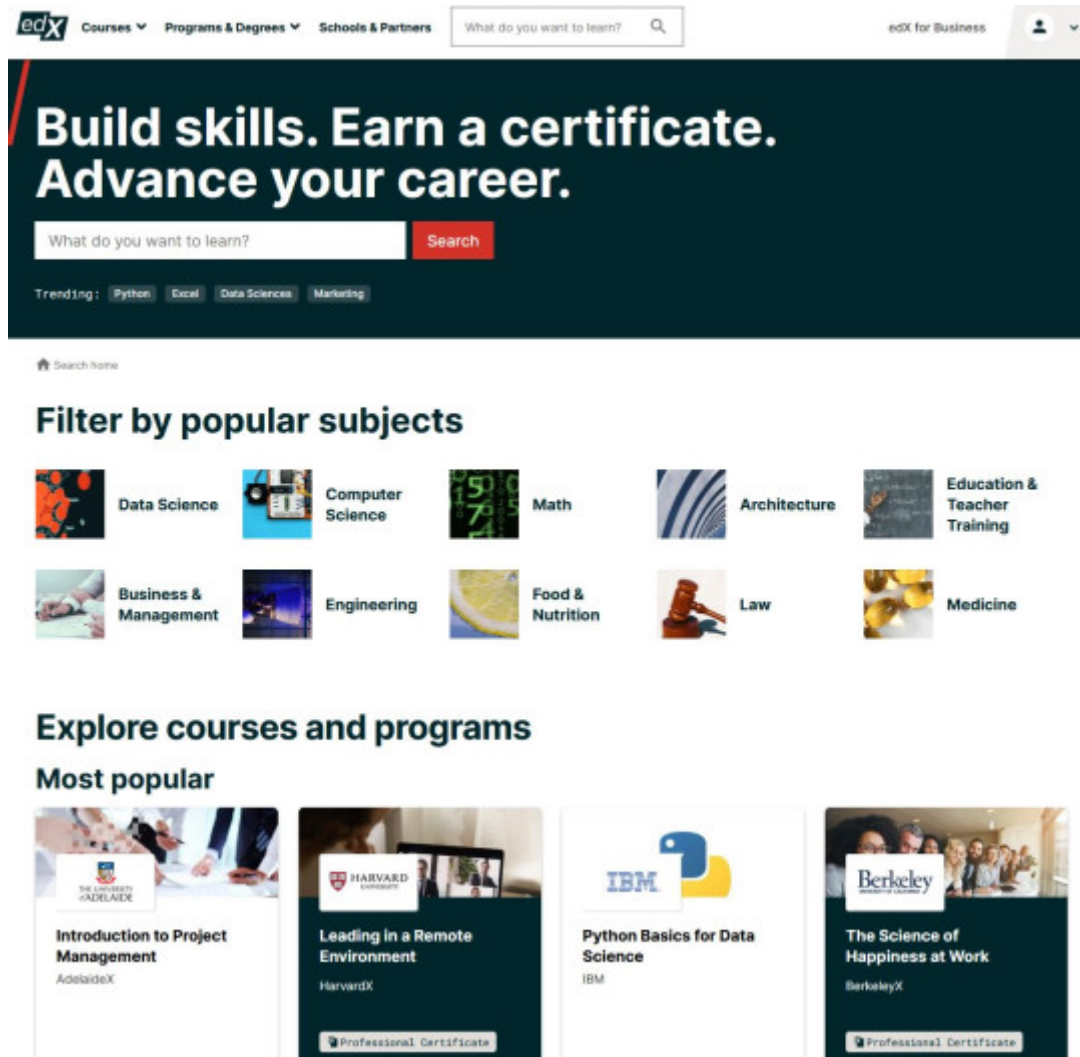 edX Courses Programs & Degrees Schools & Partners What do you want to learn? edX for Business
Build skills. Earn a certificate.
Advance your career.
What do you want to learn? Search
Trending: Python Excel Data Sciences Marketing
Search home
Filter by popular subjects
Data Science
Computer
Science
Math
Architecture
Education &
Teacher
Training
Business &
Management
Engineering
Food &
Nutrition
Law
Medicine
Explore courses and programs
Most popular
THE UNIVERSITY
of ADELAIDE
Introduction to Project
Management
AdelaideX
HARVARD
UNIVERSITY
Leading in a Remote
Environment
HarvardX
Professional Certificate
IBM
Python Basics for Data
Science
IBM
Berkeley
UNIVERSITY OF CALIFORNIA
The Science of
Happiness at Work
BerkeleyX
Professional Certificate